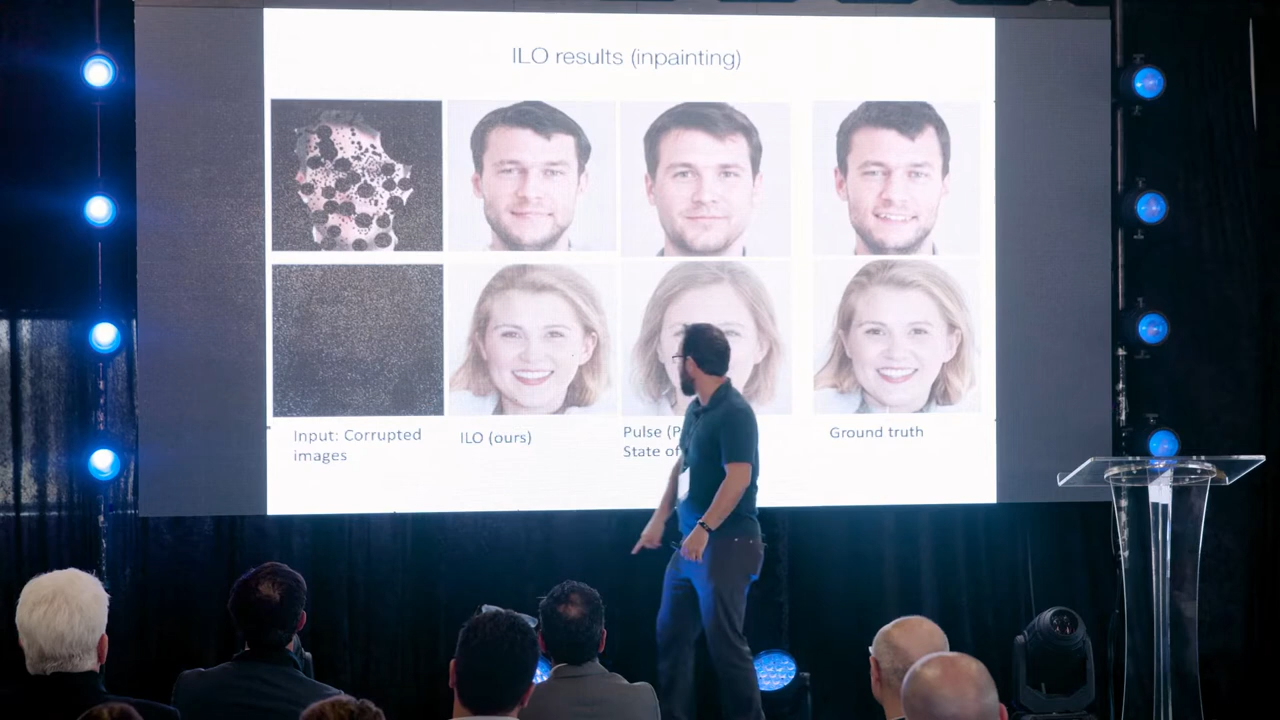 ILO results (inpainting)
Input: Corrupted
images
ILO (ours)
Pulse (P
State of
Ground truth